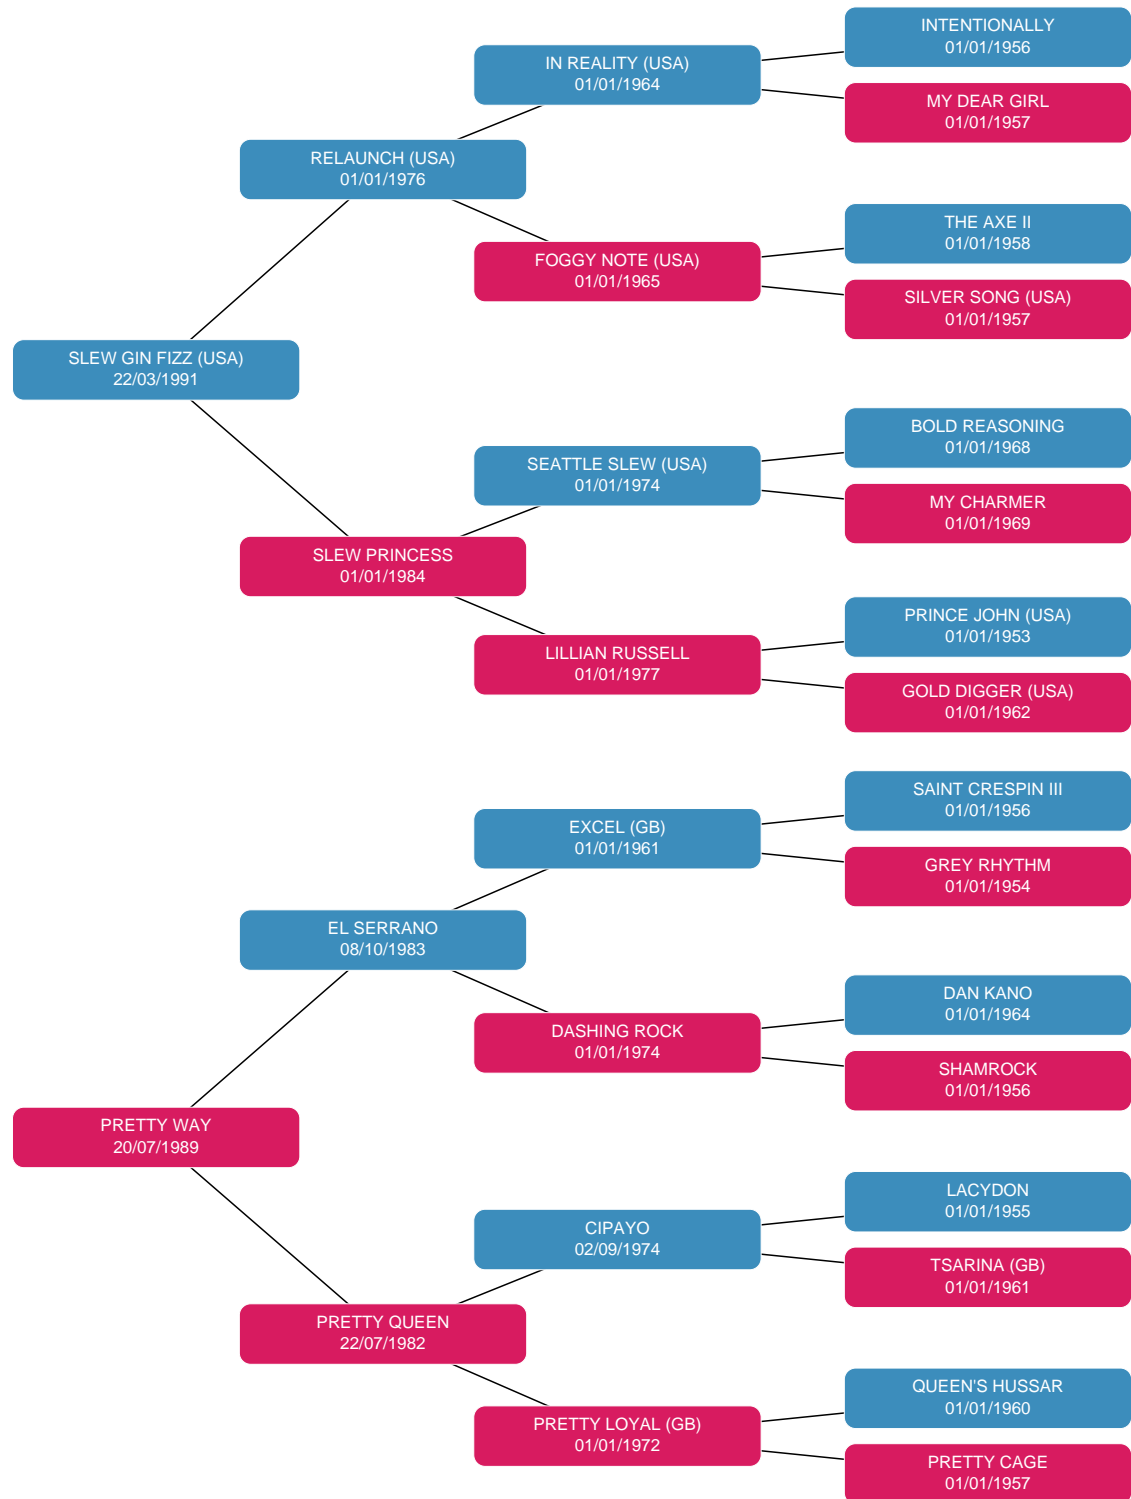 INTENTIONALLY
01/01/1956
IN REALITY (USA)
01/01/1964
MY DEAR GIRL
01/01/1957
RELAUNCH (USA)
01/01/1976
THE AXE II
01/01/1958
FOGGY NOTE (USA)
01/01/1965
SILVER SONG (USA)
01/01/1957
SLEW GIN FIZZ (USA)
22/03/1991
BOLD REASONING
01/01/1968
SEATTLE SLEW (USA)
01/01/1974
MY CHARMER
01/01/1969
SLEW PRINCESS
01/01/1984
PRINCE JOHN (USA)
01/01/1953
LILLIAN RUSSELL
01/01/1977
GOLD DIGGER (USA)
01/01/1962
SAINT CRESPIN III
01/01/1956
EXCEL (GB)
01/01/1961
GREY RHYTHM
01/01/1954
EL SERRANO
08/10/1983
DAN KANO
01/01/1964
DASHING ROCK
01/01/1974
SHAMROCK
01/01/1956
PRETTY WAY
20/07/1989
LACYDON
01/01/1955
CIPAYO
02/09/1974
TSARINA (GB)
01/01/1961
PRETTY QUEEN
22/07/1982
QUEEN'S HUSSAR
01/01/1960
PRETTY LOYAL (GB)
01/01/1972
PRETTY CAGE
01/01/1957